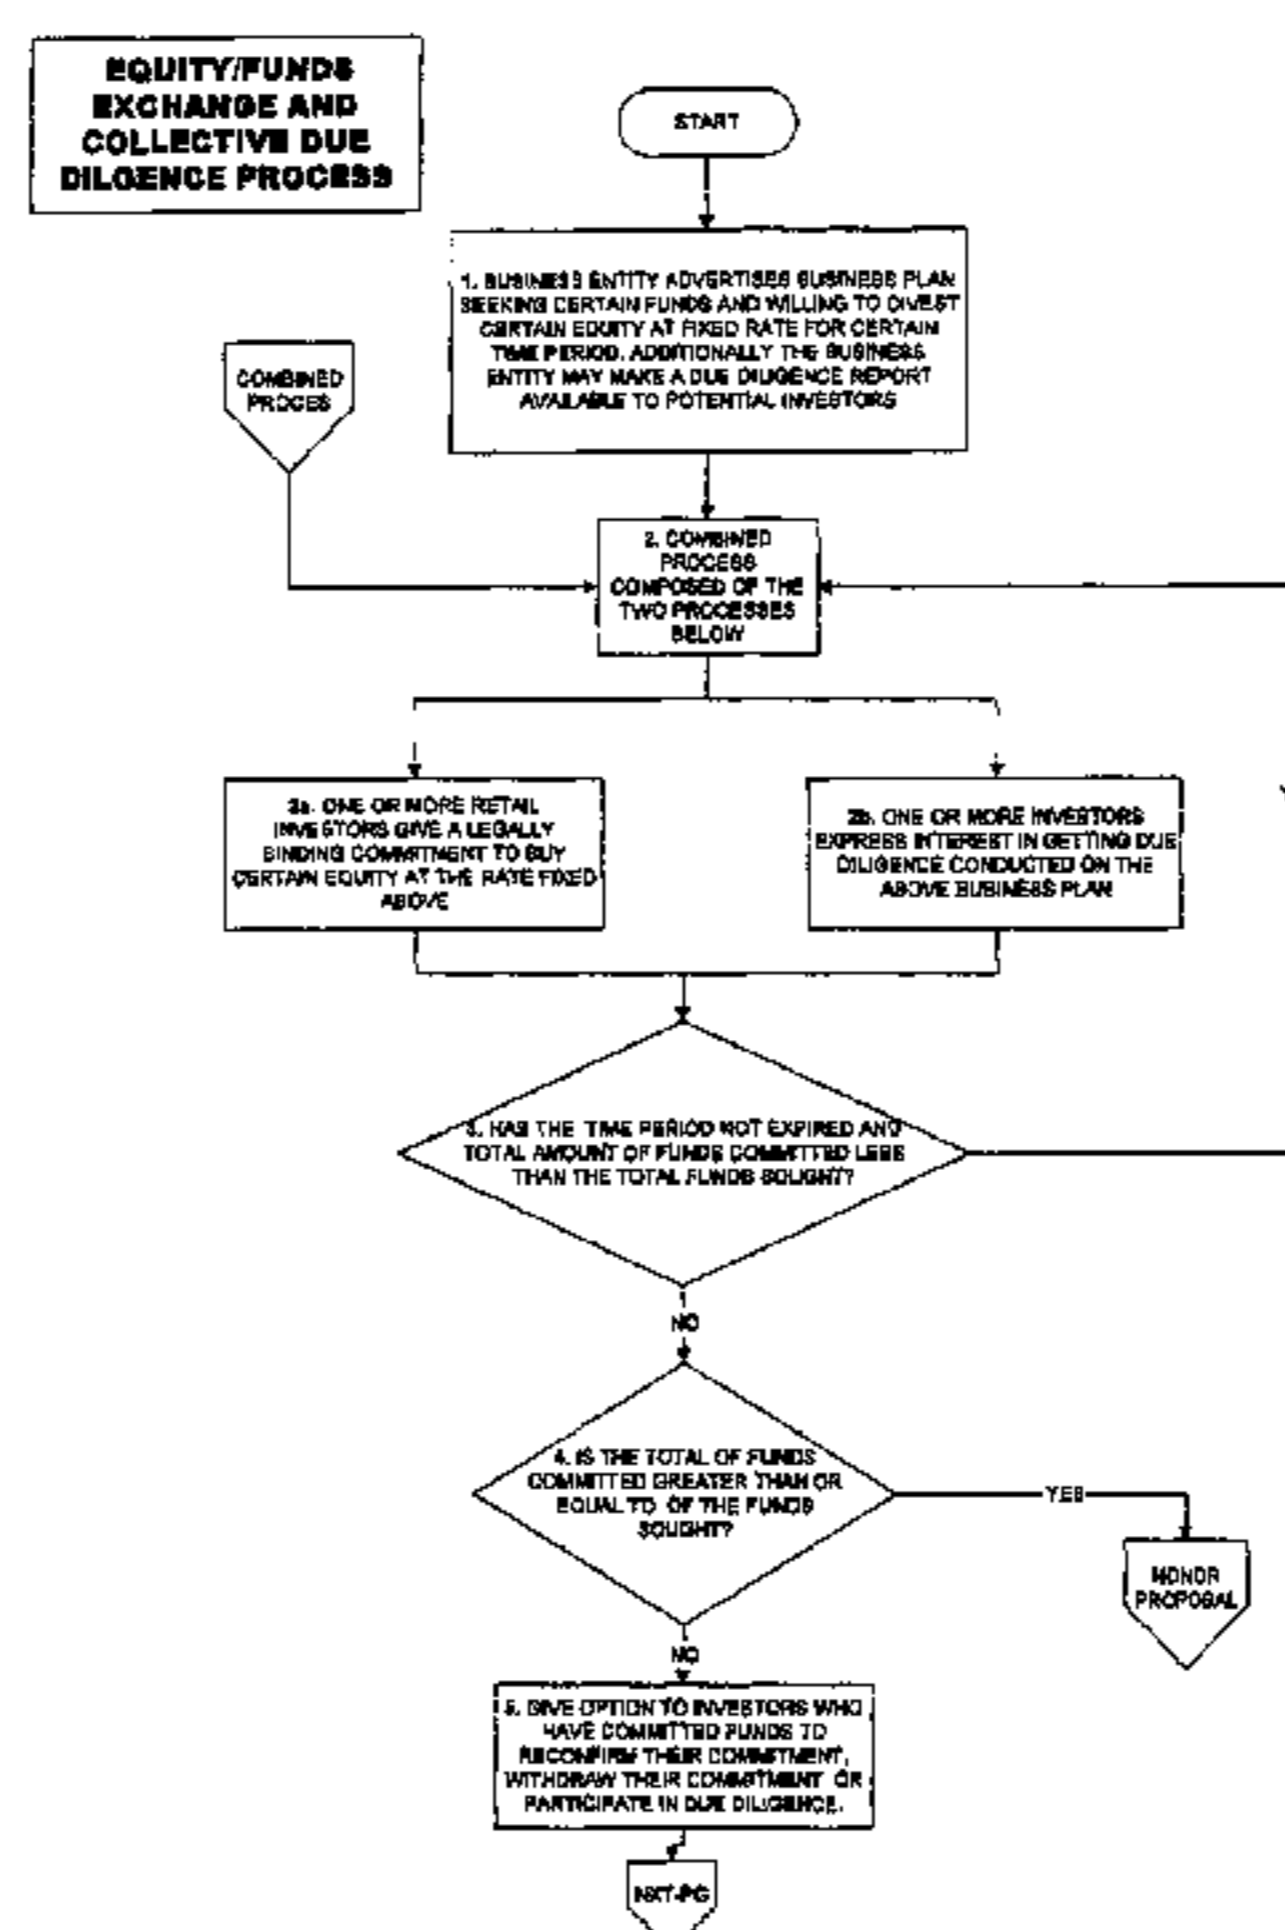 EQUITY/FUNDS
EXCHANGE AND
COLLECTIVE DUE
DILGENCE PROCESS
START
1. BUSINESS ENTITY ADVERTISES BUSINESS PLAN
SEEKING CERTAIN FUNDS AND WILLING TO DIVEST
CERTAIN EQUITY AT FIXED RATE FOR CERTAIN
TIME PERIOD. ADDITIONALLY THE BUSINESS
ENTITY MAY MAKE A DUE DILIGENCE REPORT
AVAILABLE TO POTENTIAL INVESTORS
COMBINED
PROCES
2. COMBINED
PROCESS
COMPOSED OF THE
TWO PROCESSES
BELOW
2a. ONE OR MORE RETAIL
INVESTORS GIVE A LEGALLY
BINDING COMMITMENT TO BUY
CERTAIN EQUITY AT THE RATE FIXED
ABOVE
2b. ONE OR MORE INVESTORS
EXPRESS INTEREST IN GETTING DUE
DILIGENCE CONDUCTED ON THE
ABOVE BUSINESS PLAN
3. HAS THE TIME PERIOD NOT EXPIRED AND
TOTAL AMOUNT OF FUNDS COMMITTED LESS
THAN THE TOTAL FUNDS SOUGHT?
NO
4. IS THE TOTAL OF FUNDS
COMMITTED GREATER THAN OR
EQUAL TO OF THE FUNDS
SOUGHT?
YES
HONOR
PROPOSAL
NO
5. GIVE OPTION TO INVESTORS WHO
HAVE COMMITTED FUNDS TO
RECONFIRM THEIR COMMITMENT,
WITHDRAW THEIR COMMITMENT OR
PARTICIPATE IN DUE DILIGENCE.
NXT-PG